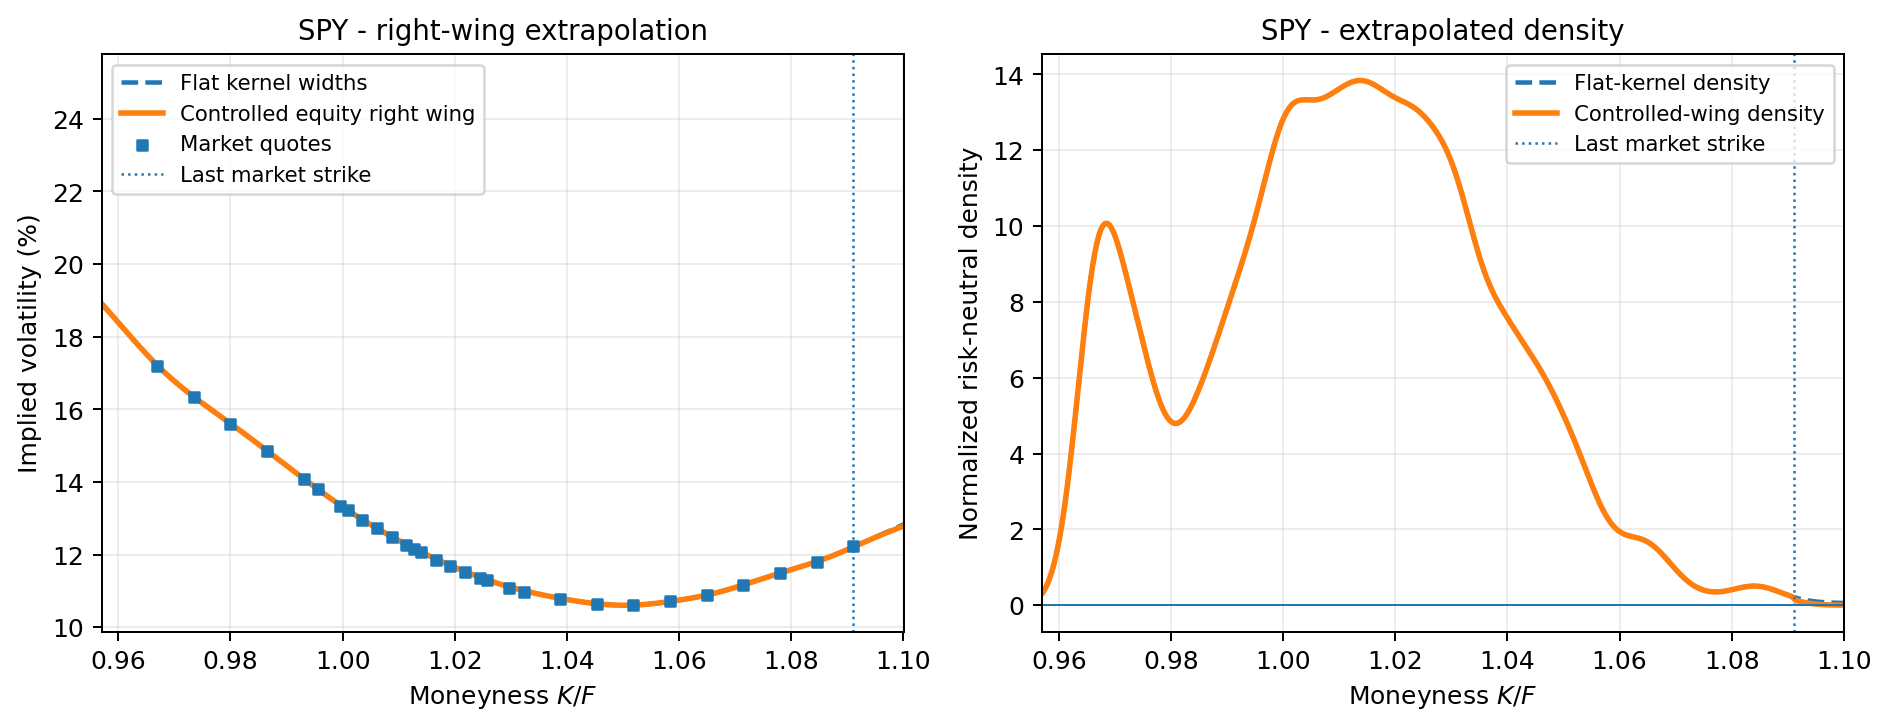 SPY - right-wing extrapolation
Flat kernel widths
Controlled equity right wing
Market quotes
Last market strike
Implied volatility (%)
24
22
20
18
16
14
12
10
0.96 0.98 1.00 1.02 1.04 1.06 1.08 1.10
Moneyness K/F
SPY - extrapolated density
Flat-kernel density
Controlled-wing density
Last market strike
Normalized risk-neutral density
14
12
10
8
6
4
2
0
0.96 0.98 1.00 1.02 1.04 1.06 1.08 1.10
Moneyness K/F